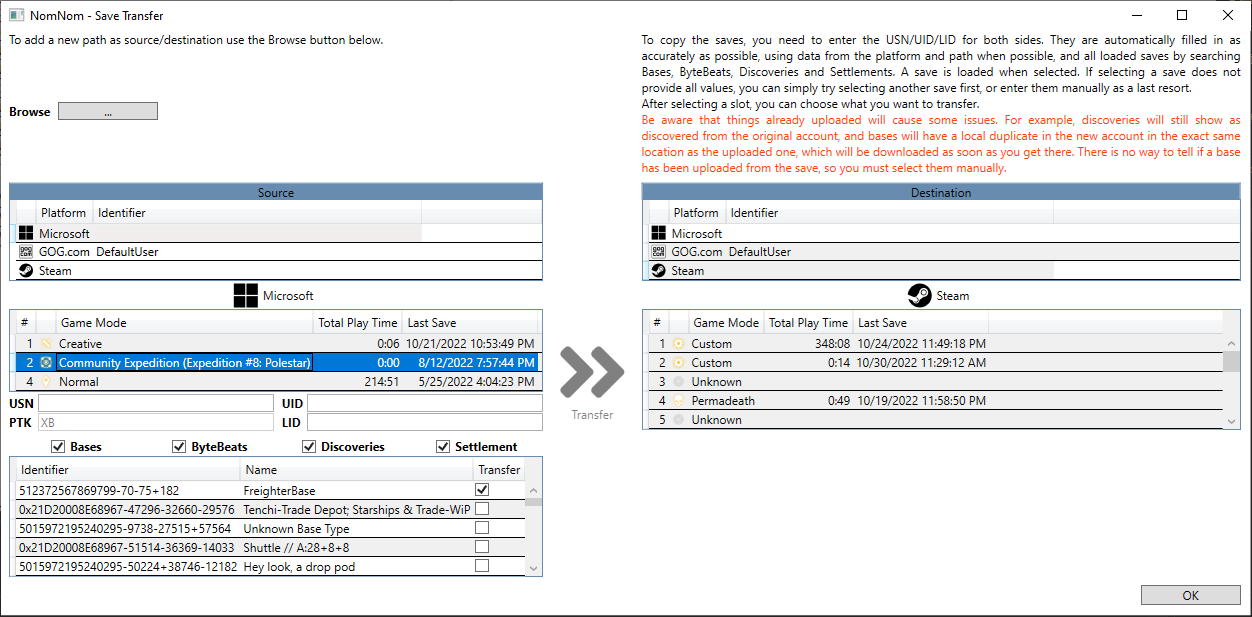 NomNom - Save Transfer
To add a new path as source/destination use the Browse button below.
To copy the saves, you need to enter the USN/UID/LID for both sides. They are automatically filled in as
accurately as possible, using data from the platform and path when possible, and all loaded saves by searching
Bases, ByteBeats, Discoveries and Settlements. A save is loaded when selected. If selecting a save does not
provide all values, you can simply try selecting another save first, or enter them manually as a last resort.
After selecting a slot, you can choose what you want to transfer.
Be aware that things already uploaded will cause some issues. For example, discoveries will still show as
discovered from the original account, and bases will have a local duplicate in the new account in the exact same
location as the uploaded one, which will be downloaded as soon as you get there. There is no way to tell if a base
has been uploaded from the save, so you must select them manually.
Browse ...
Source
Platform Identifier
Microsoft
GOG.com DefaultUser
Steam
Microsoft
# Game Mode Total Play Time Last Save
1 Creative 0:06 10/21/2022 10:53:49 PM
2 Community Expedition (Expedition #8: Polestar) 0:00 8/12/2022 7:57:44 PM
4 Normal 214:51 5/25/2022 4:04:23 PM
USN UID
PTK XB LID
Bases ByteBeats Discoveries Settlement
Identifier Name Transfer
512372567869799-70-75+182 FreighterBase
0x21D20008E68967-47296-32660-29576 Tenchi-Trade Depot; Starships & Trade-WiP
5015972195240295-9738-27515+57564 Unknown Base Type
0x21D20008E68967-51514-36369-14033 Shuttle // A:28+8+8
5015972195240295-50224+38746-12182 Hey look, a drop pod
Transfer
Destination
Platform Identifier
Microsoft
GOG.com DefaultUser
Steam
Steam
# Game Mode Total Play Time Last Save
1 Custom 348:08 10/24/2022 11:49:18 PM
2 Custom 0:14 10/30/2022 11:29:12 AM
3 Unknown
4 Permadeath 0:49 10/19/2022 11:58:50 PM
5 Unknown
OK